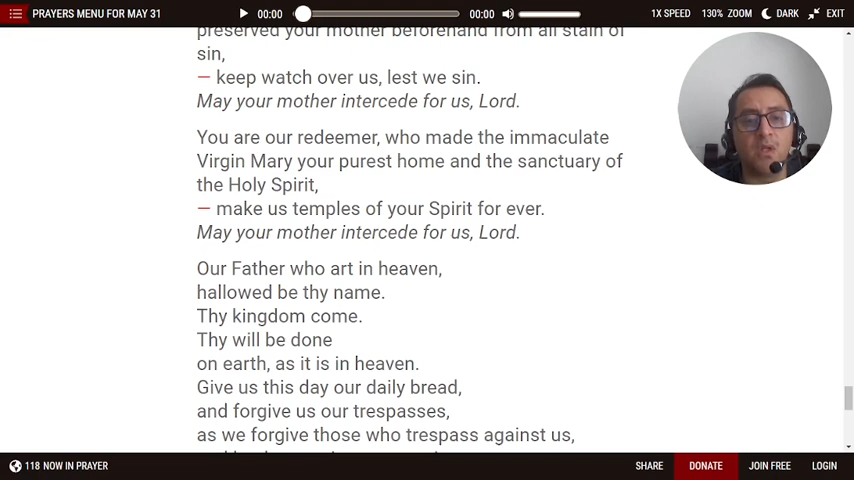 PRAYERS MENU FOR MAY 31 00:00 00:00 1X SPEED 130% ZOOM DARK EXIT
preserved your mother beforehand from all stain of
sin,
— keep watch over us, lest we sin.
May your mother intercede for us, Lord.
You are our redeemer, who made the immaculate
Virgin Mary your purest home and the sanctuary of
the Holy Spirit,
— make us temples of your Spirit for ever.
May your mother intercede for us, Lord.
Our Father who art in heaven,
hallowed be thy name.
Thy kingdom come.
Thy will be done
on earth, as it is in heaven.
Give us this day our daily bread,
and forgive us our trespasses,
as we forgive those who trespass against us,
118 NOW IN PRAYER SHARE DONATE JOIN FREE LOGIN